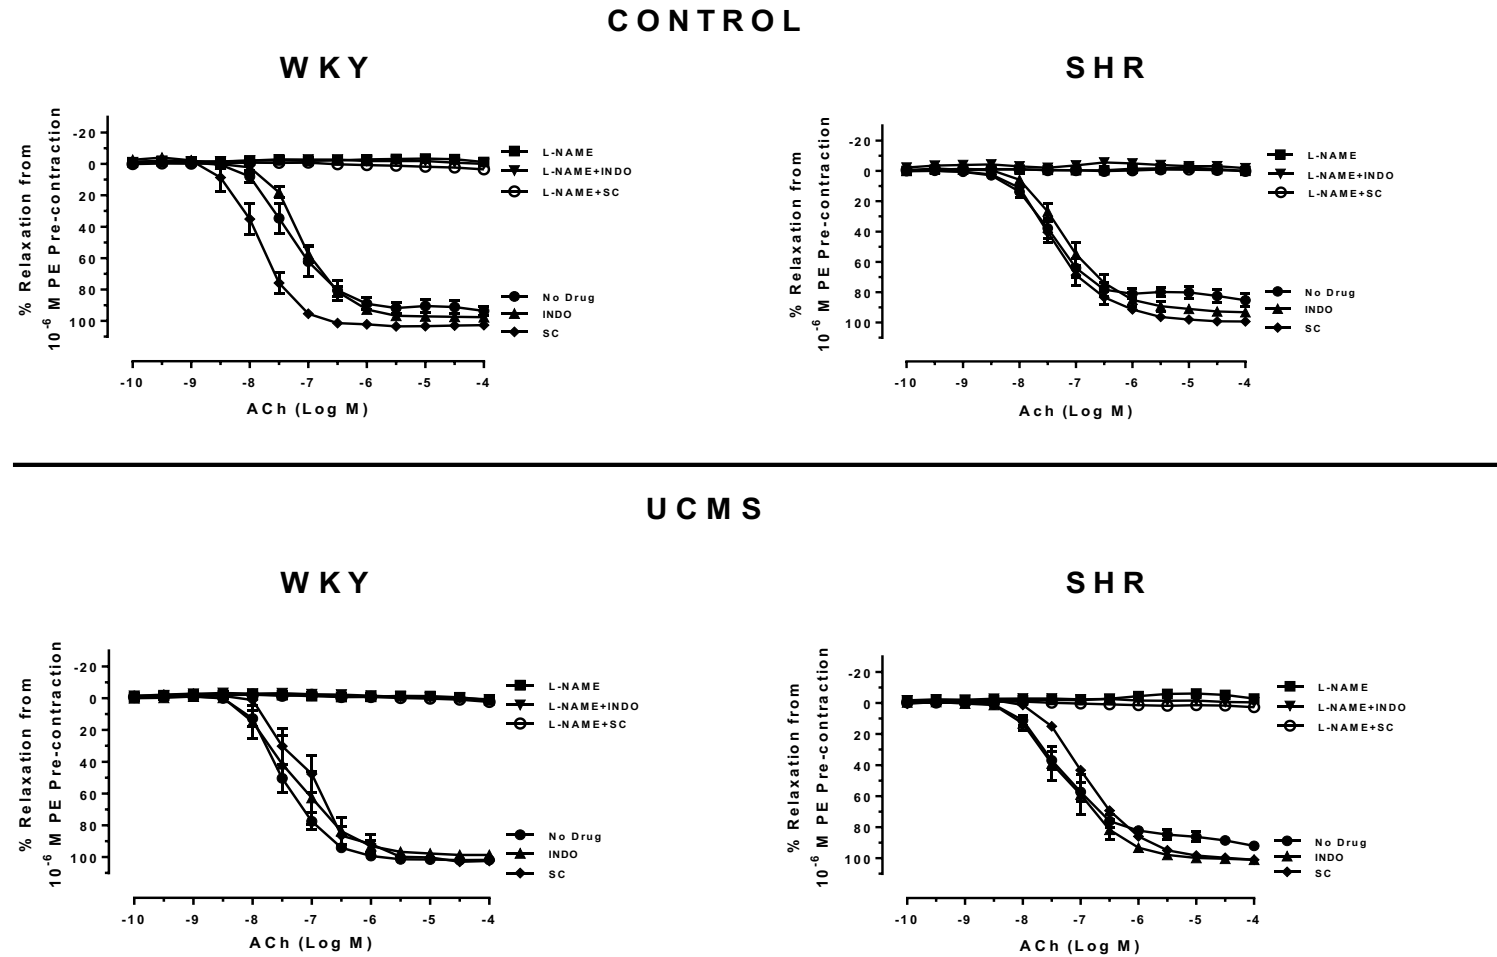 CONTROL
WKY
% Relaxation from
10⁻⁶ M PE Pre-contraction
-20
0
20
40
60
80
100
-10
-9
-8
-7
-6
-5
-4
ACh (Log M)
L-NAME
L-NAME+INDO
L-NAME+SC
No Drug
INDO
SC
SHR
% Relaxation from
10⁻⁶ M PE Pre-contraction
-20
0
20
40
60
80
100
-10
-9
-8
-7
-6
-5
-4
Ach (Log M)
L-NAME
L-NAME+INDO
L-NAME+SC
No Drug
INDO
SC
UCMS
WKY
% Relaxation from
10⁻⁶ M PE Pre-contraction
-20
0
20
40
60
80
100
-10
-9
-8
-7
-6
-5
-4
ACh (Log M)
L-NAME
L-NAME+INDO
L-NAME+SC
No Drug
INDO
SC
SHR
% Relaxation from
10⁻⁶ M PE Pre-contraction
-20
0
20
40
60
80
100
-10
-9
-8
-7
-6
-5
-4
ACh (Log M)
L-NAME
L-NAME+INDO
L-NAME+SC
No Drug
INDO
SC